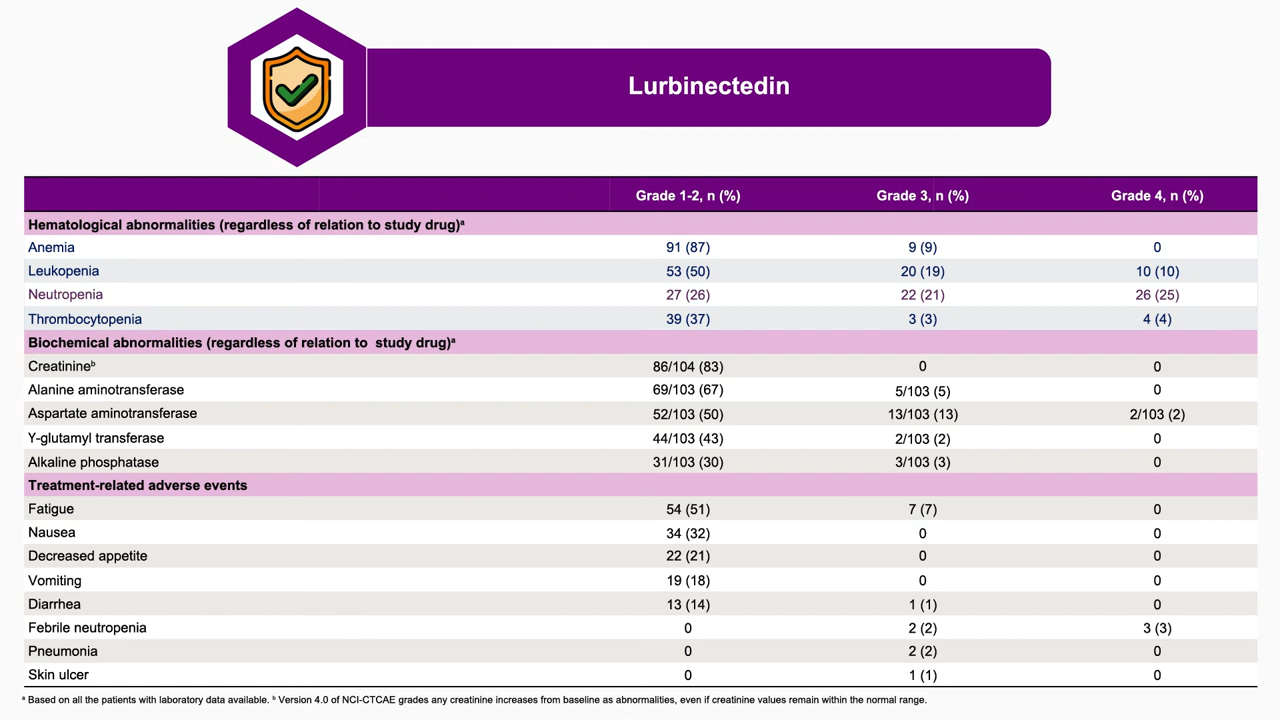 Lurbinectedin
Grade 1-2, n (%) Grade 3, n (%) Grade 4, n (%)
Hematological abnormalities (regardless of relation to study drug)ᵃ
Anemia 91 (87) 9 (9) 0
Leukopenia 53 (50) 20 (19) 10 (10)
Neutropenia 27 (26) 22 (21) 26 (25)
Thrombocytopenia 39 (37) 3 (3) 4 (4)
Biochemical abnormalities (regardless of relation to study drug)ᵃ
Creatinineᵇ 86/104 (83) 0 0
Alanine aminotransferase 69/103 (67) 5/103 (5) 0
Aspartate aminotransferase 52/103 (50) 13/103 (13) 2/103 (2)
Y-glutamyl transferase 44/103 (43) 2/103 (2) 0
Alkaline phosphatase 31/103 (30) 3/103 (3) 0
Treatment-related adverse events
Fatigue 54 (51) 7 (7) 0
Nausea 34 (32) 0 0
Decreased appetite 22 (21) 0 0
Vomiting 19 (18) 0 0
Diarrhea 13 (14) 1 (1) 0
Febrile neutropenia 0 2 (2) 3 (3)
Pneumonia 0 2 (2) 0
Skin ulcer 0 1 (1) 0
ᵃ Based on all the patients with laboratory data available. ᵇ Version 4.0 of NCI-CTCAE grades any creatinine increases from baseline as abnormalities, even if creatinine values remain within the normal range.